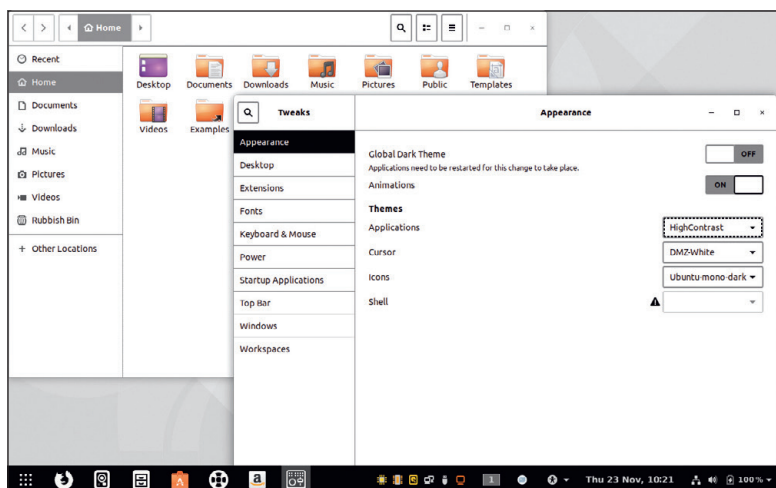 Home
Recent
Home
Documents
Downloads
Music
Pictures
Videos
Rubbish Bin
+ Other Locations
Desktop Documents Downloads Music Pictures Public Templates
Videos Examples
Tweaks
Appearance
Appearance
Desktop
Extensions
Fonts
Keyboard & Mouse
Power
Startup Applications
Top Bar
Windows
Workspaces
Global Dark Theme OFF
Applications need to be restarted for this change to take place.
Animations ON
Themes
Applications HighContrast
Cursor DMZ-White
Icons Ubuntu-mono-dark
Shell
a 1 Thu 23 Nov, 10:21 100 %